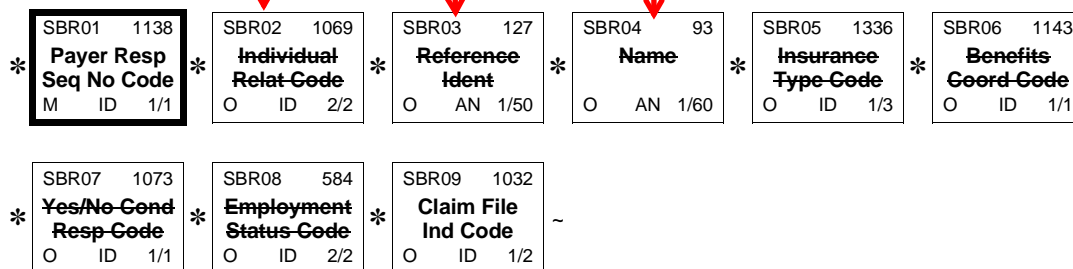 SBR01 1138 SBR02 1069 SBR03 127 SBR04 93 SBR05 1336 SBR06 1143
* Payer Resp * Individual * Reference * Name * Insurance * Benefits
Seq No Code Relat Code Ident Type Code Coord Code
M ID 1/1 O ID 2/2 O AN 1/50 O AN 1/60 O ID 1/3 O ID 1/1
SBR07 1073 SBR08 584 SBR09 1032
* Yes/No Cond * Employment * Claim File ~
Resp Code Status Code Ind Code
O ID 1/1 O ID 2/2 O ID 1/2